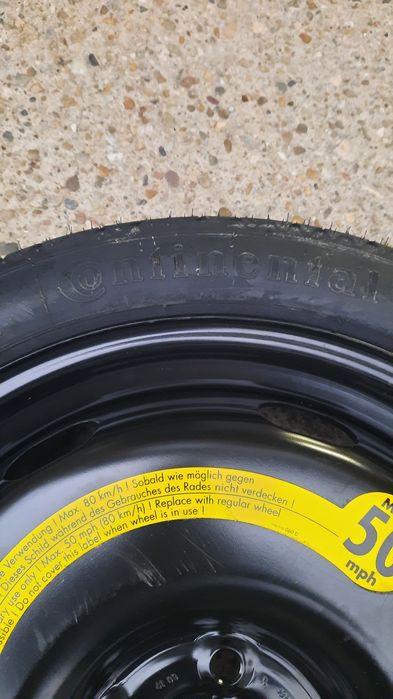 Continental
Verwendung ! Max. 80 km/h ! Sobald wie möglich gegen
Dieses Schild während des Gebrauches des Rades nicht verdecken !
use only ! Max. 50 mph (80 km/h) ! Replace with regular wheel
! Do not cover this label when wheel is in use !
50
mph